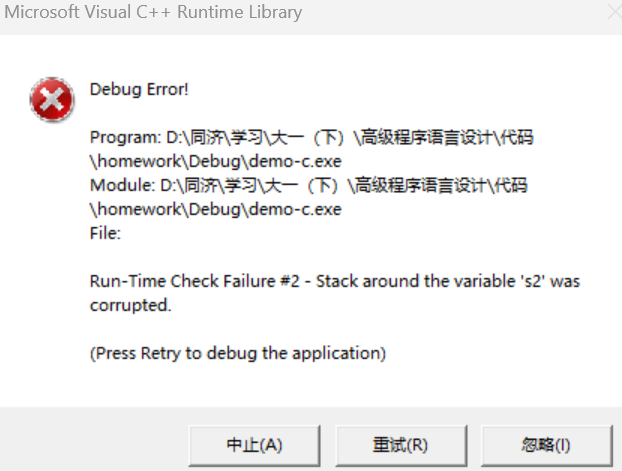 Microsoft Visual C++ Runtime Library
Debug Error!
Program: D:\同济\学习\大一（下）\高级程序语言设计\代码
\homework\Debug\demo-c.exe
Module: D:\同济\学习\大一（下）\高级程序语言设计\代码
\homework\Debug\demo-c.exe
File:
Run-Time Check Failure #2 - Stack around the variable 's2' was
corrupted.
(Press Retry to debug the application)
中止(A)
重试(R)
忽略(I)